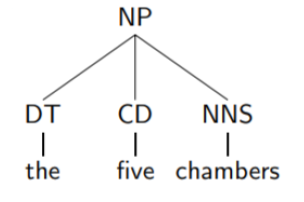 NP
DT CD NNS
the five chambers